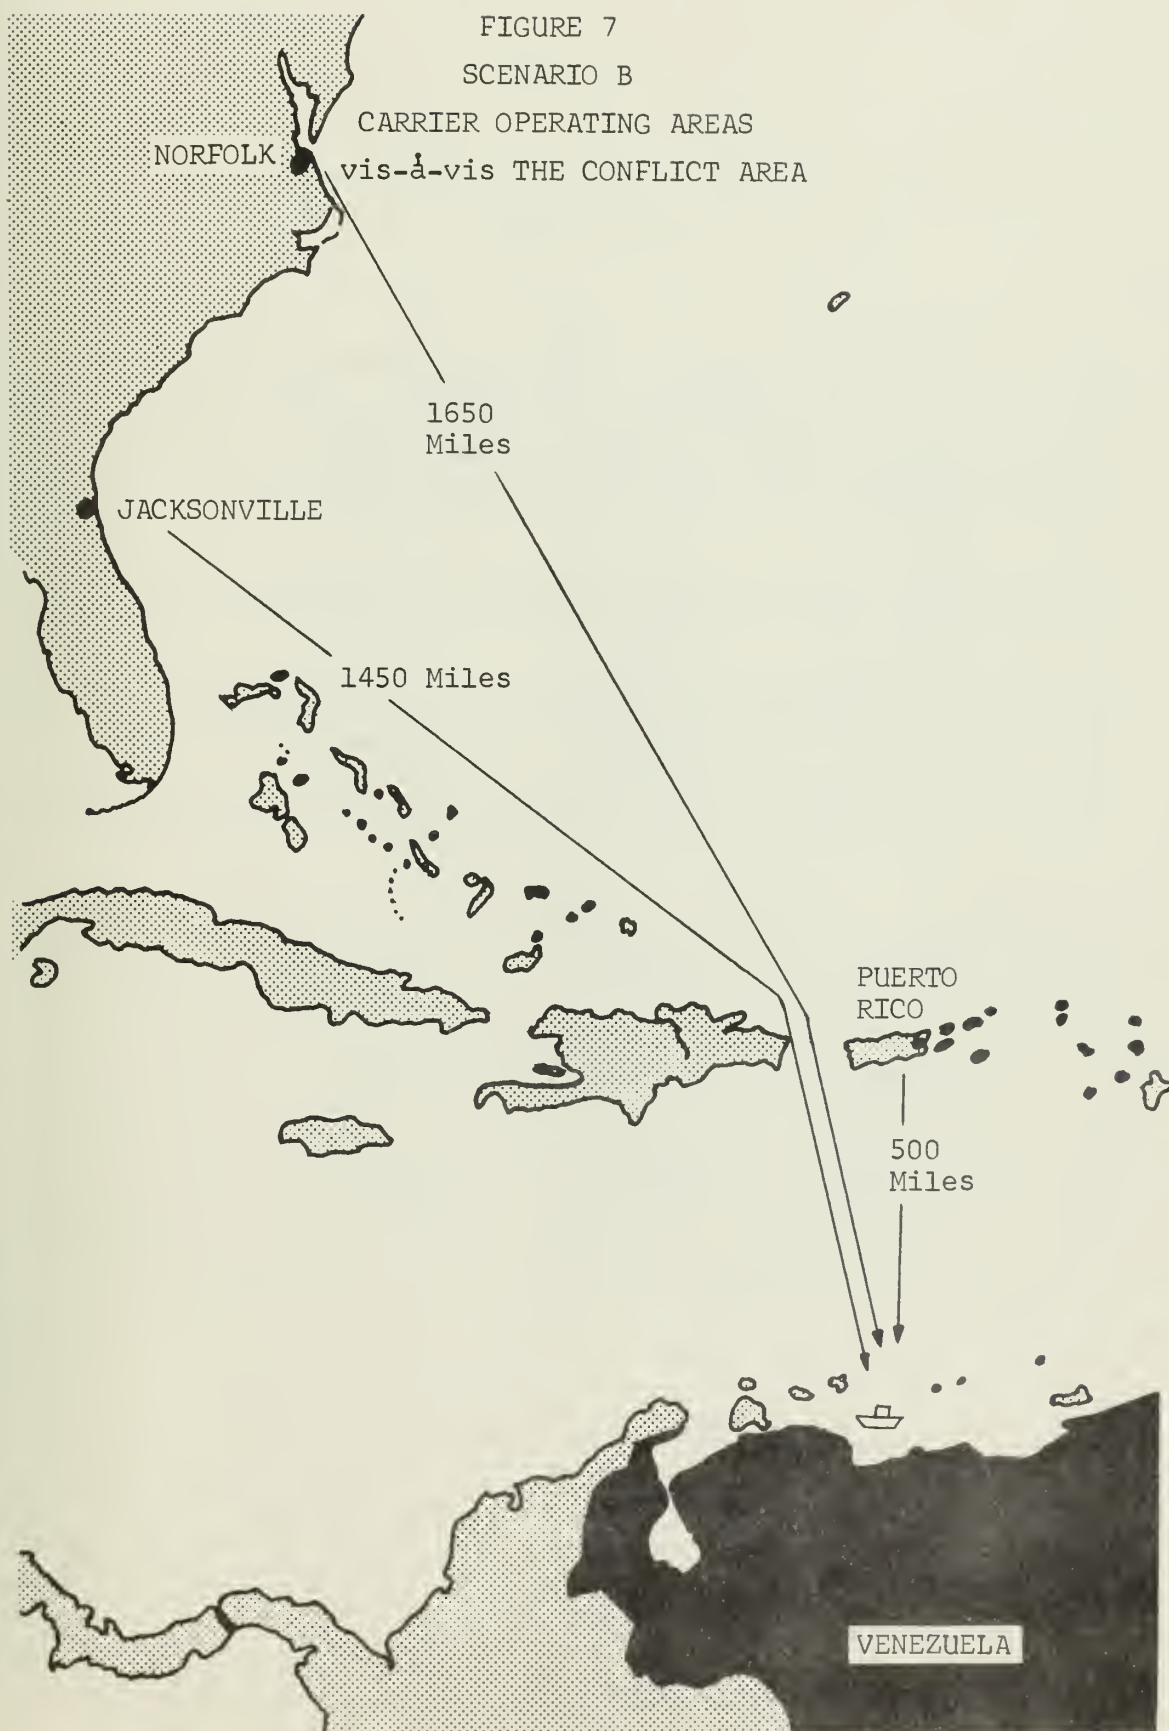 FIGURE 7
SCENARIO B
CARRIER OPERATING AREAS
vis-å-vis THE CONFLICT AREA
NORFOLK
1650
Miles
JACKSONVILLE
1450 Miles
PUERTO
RICO
500
Miles
VENEZUELA